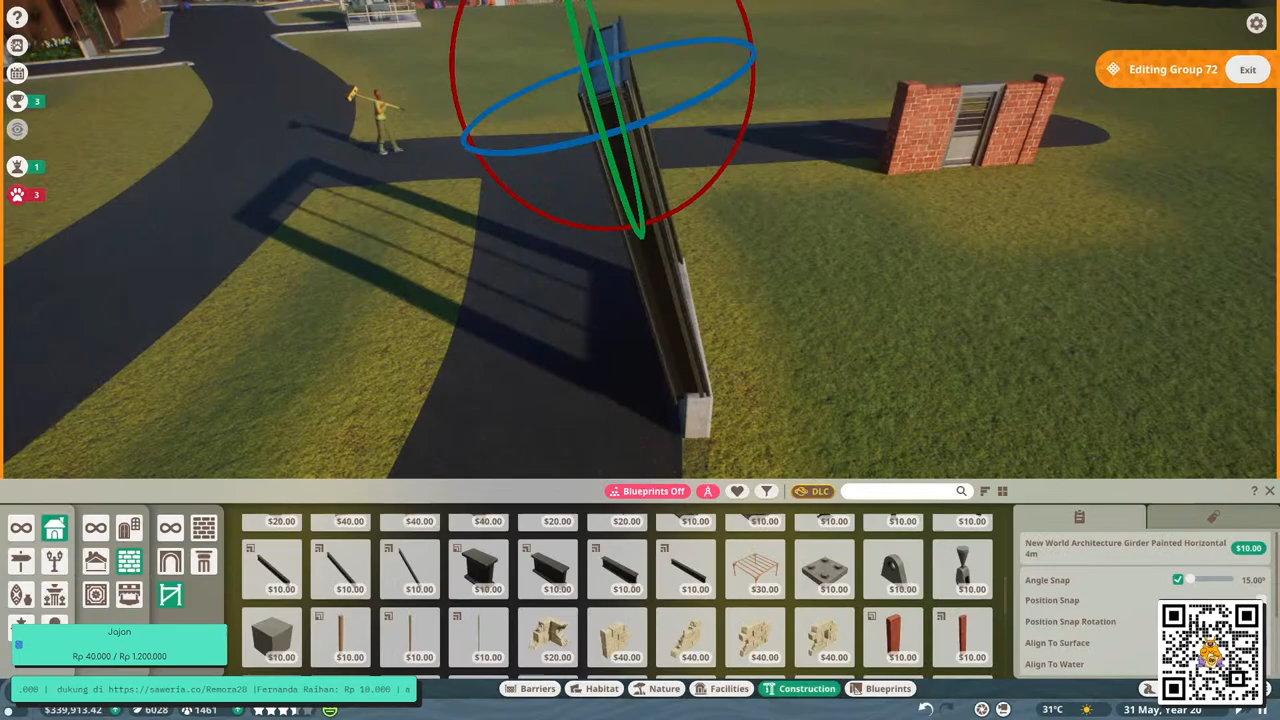 Editing Group 72
Exit
3
1
3
Blueprints Off
DLC
$20.00 $40.00 $40.00 $40.00 $20.00 $20.00 $10.00 $10.00 $10.00 $10.00 $10.00
$10.00 $10.00 $10.00 $10.00 $10.00 $10.00 $10.00 $30.00 $10.00 $10.00 $10.00
$10.00 $10.00 $10.00 $10.00 $20.00 $40.00 $40.00 $40.00 $40.00 $10.00 $10.00
New World Architecture Girder Painted Horizontal
4m
$10.00
Angle Snap 15.00°
Position Snap
Position Snap Rotation
Align To Surface
Align To Water
Jajan
Rp 40.000 / Rp 1.200.000
.000 | dukung di https://saweria.co/Remoza28 |Fernanda Raihan: Rp 10.000 | a
Barriers Habitat Nature Facilities Construction Blueprints
$339,913.42 6028 1461 31°C 31 May, Year 20